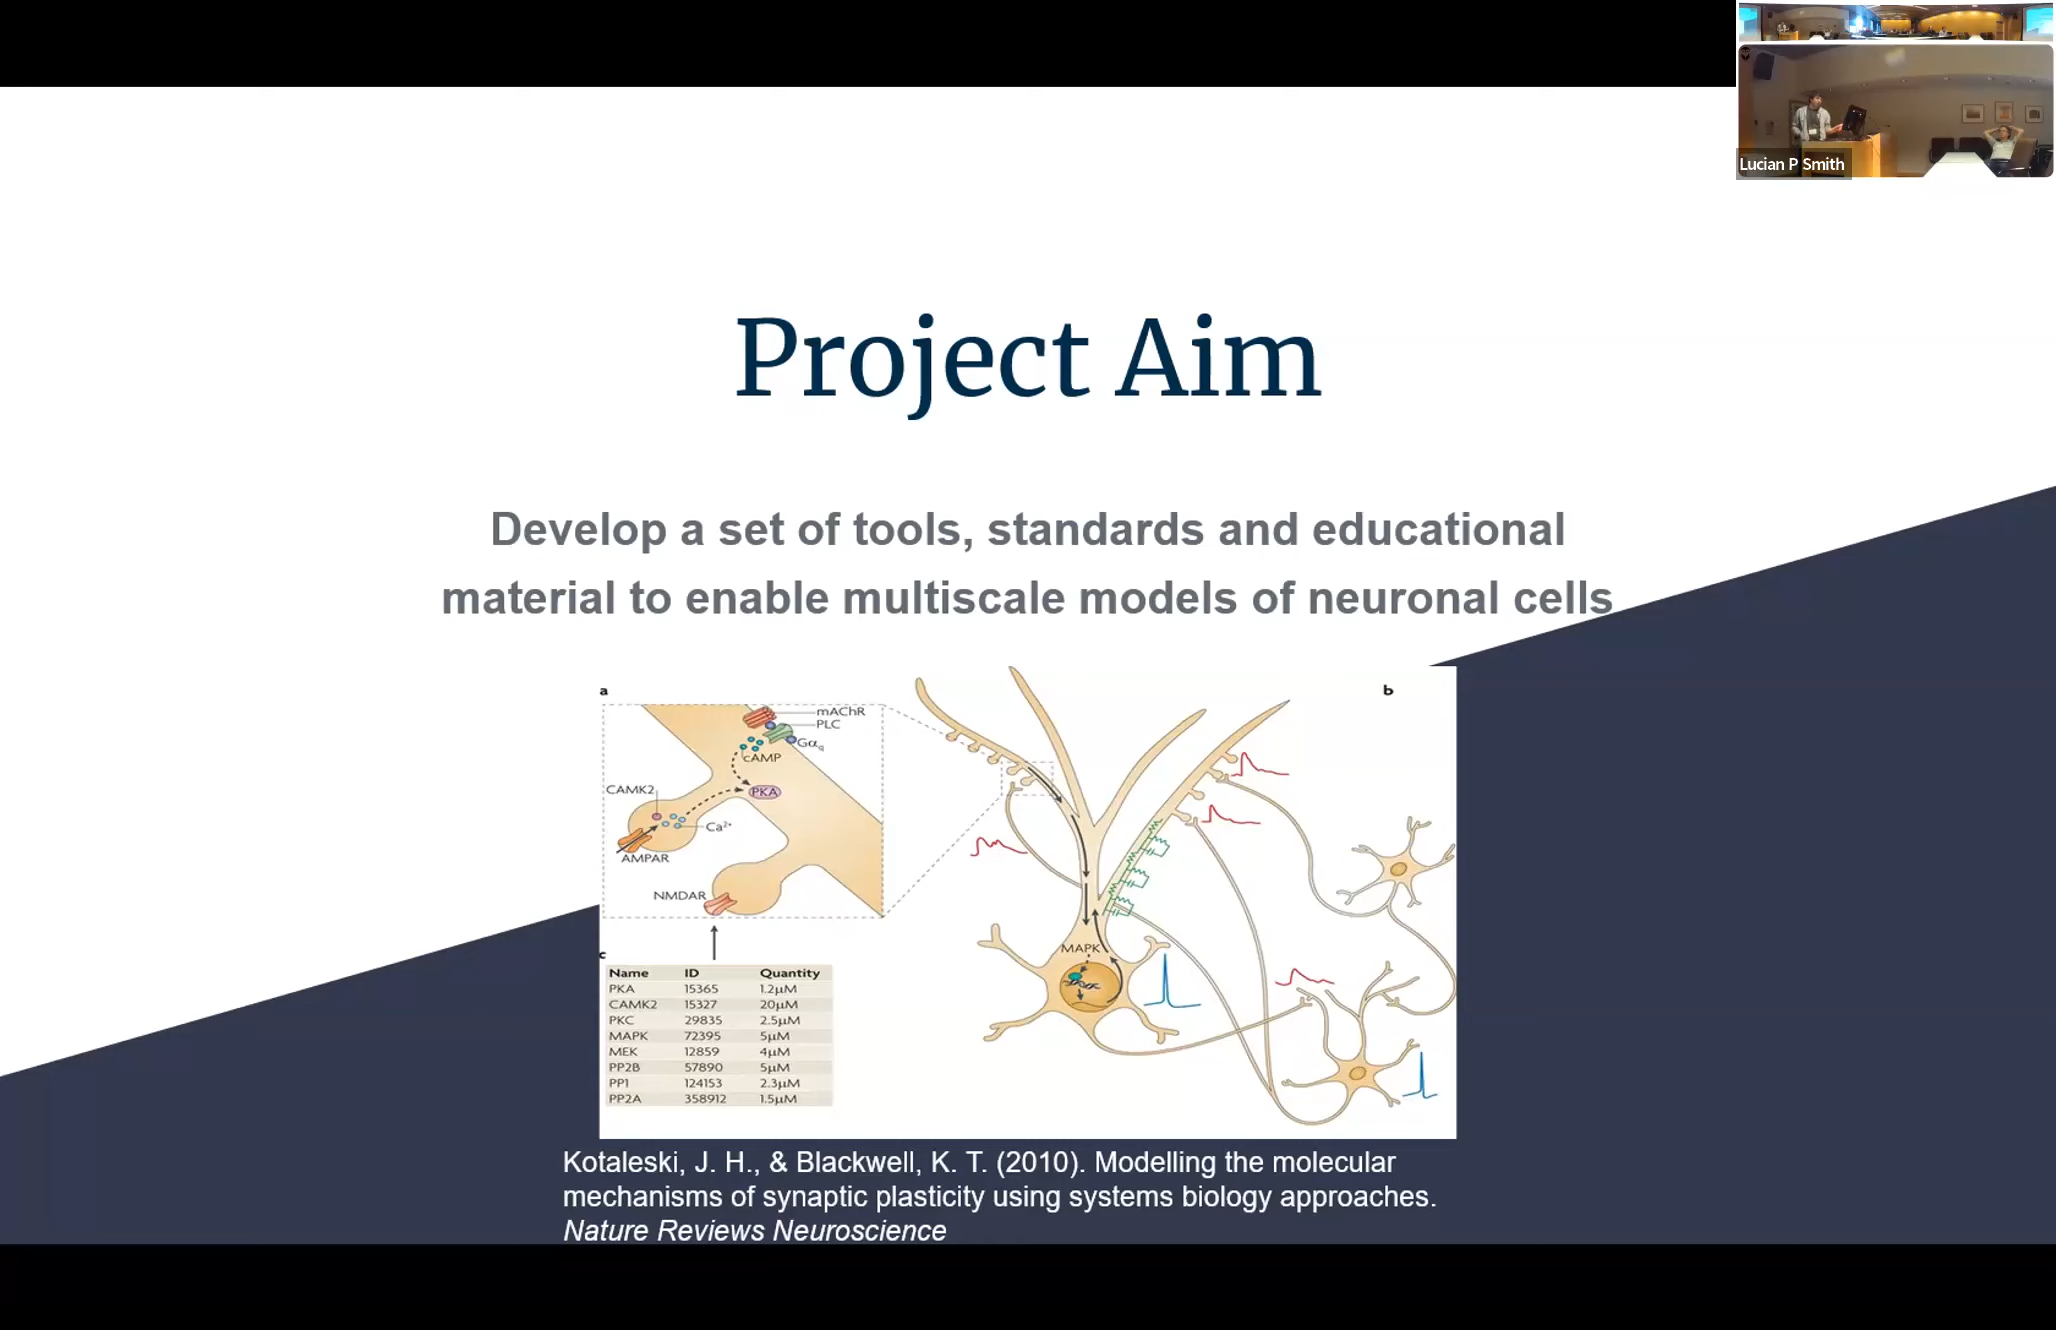 Lucian P Smith
Project Aim
Develop a set of tools, standards and educational
material to enable multiscale models of neuronal cells
a
b
mAChR
PLC
Gαq
cAMP
CAMK2
PKA
Ca²⁺
AMPAR
NMDAR
MAPK
c
Name ID Quantity
PKA 15365 1.2µM
CAMK2 15327 20µM
PKC 29835 2.5µM
MAPK 72395 5µM
MEK 12859 4µM
PP2B 57890 5µM
PP1 124153 2.3µM
PP2A 358912 1.5µM
Kotaleski, J. H., & Blackwell, K. T. (2010). Modelling the molecular
mechanisms of synaptic plasticity using systems biology approaches.
Nature Reviews Neuroscience